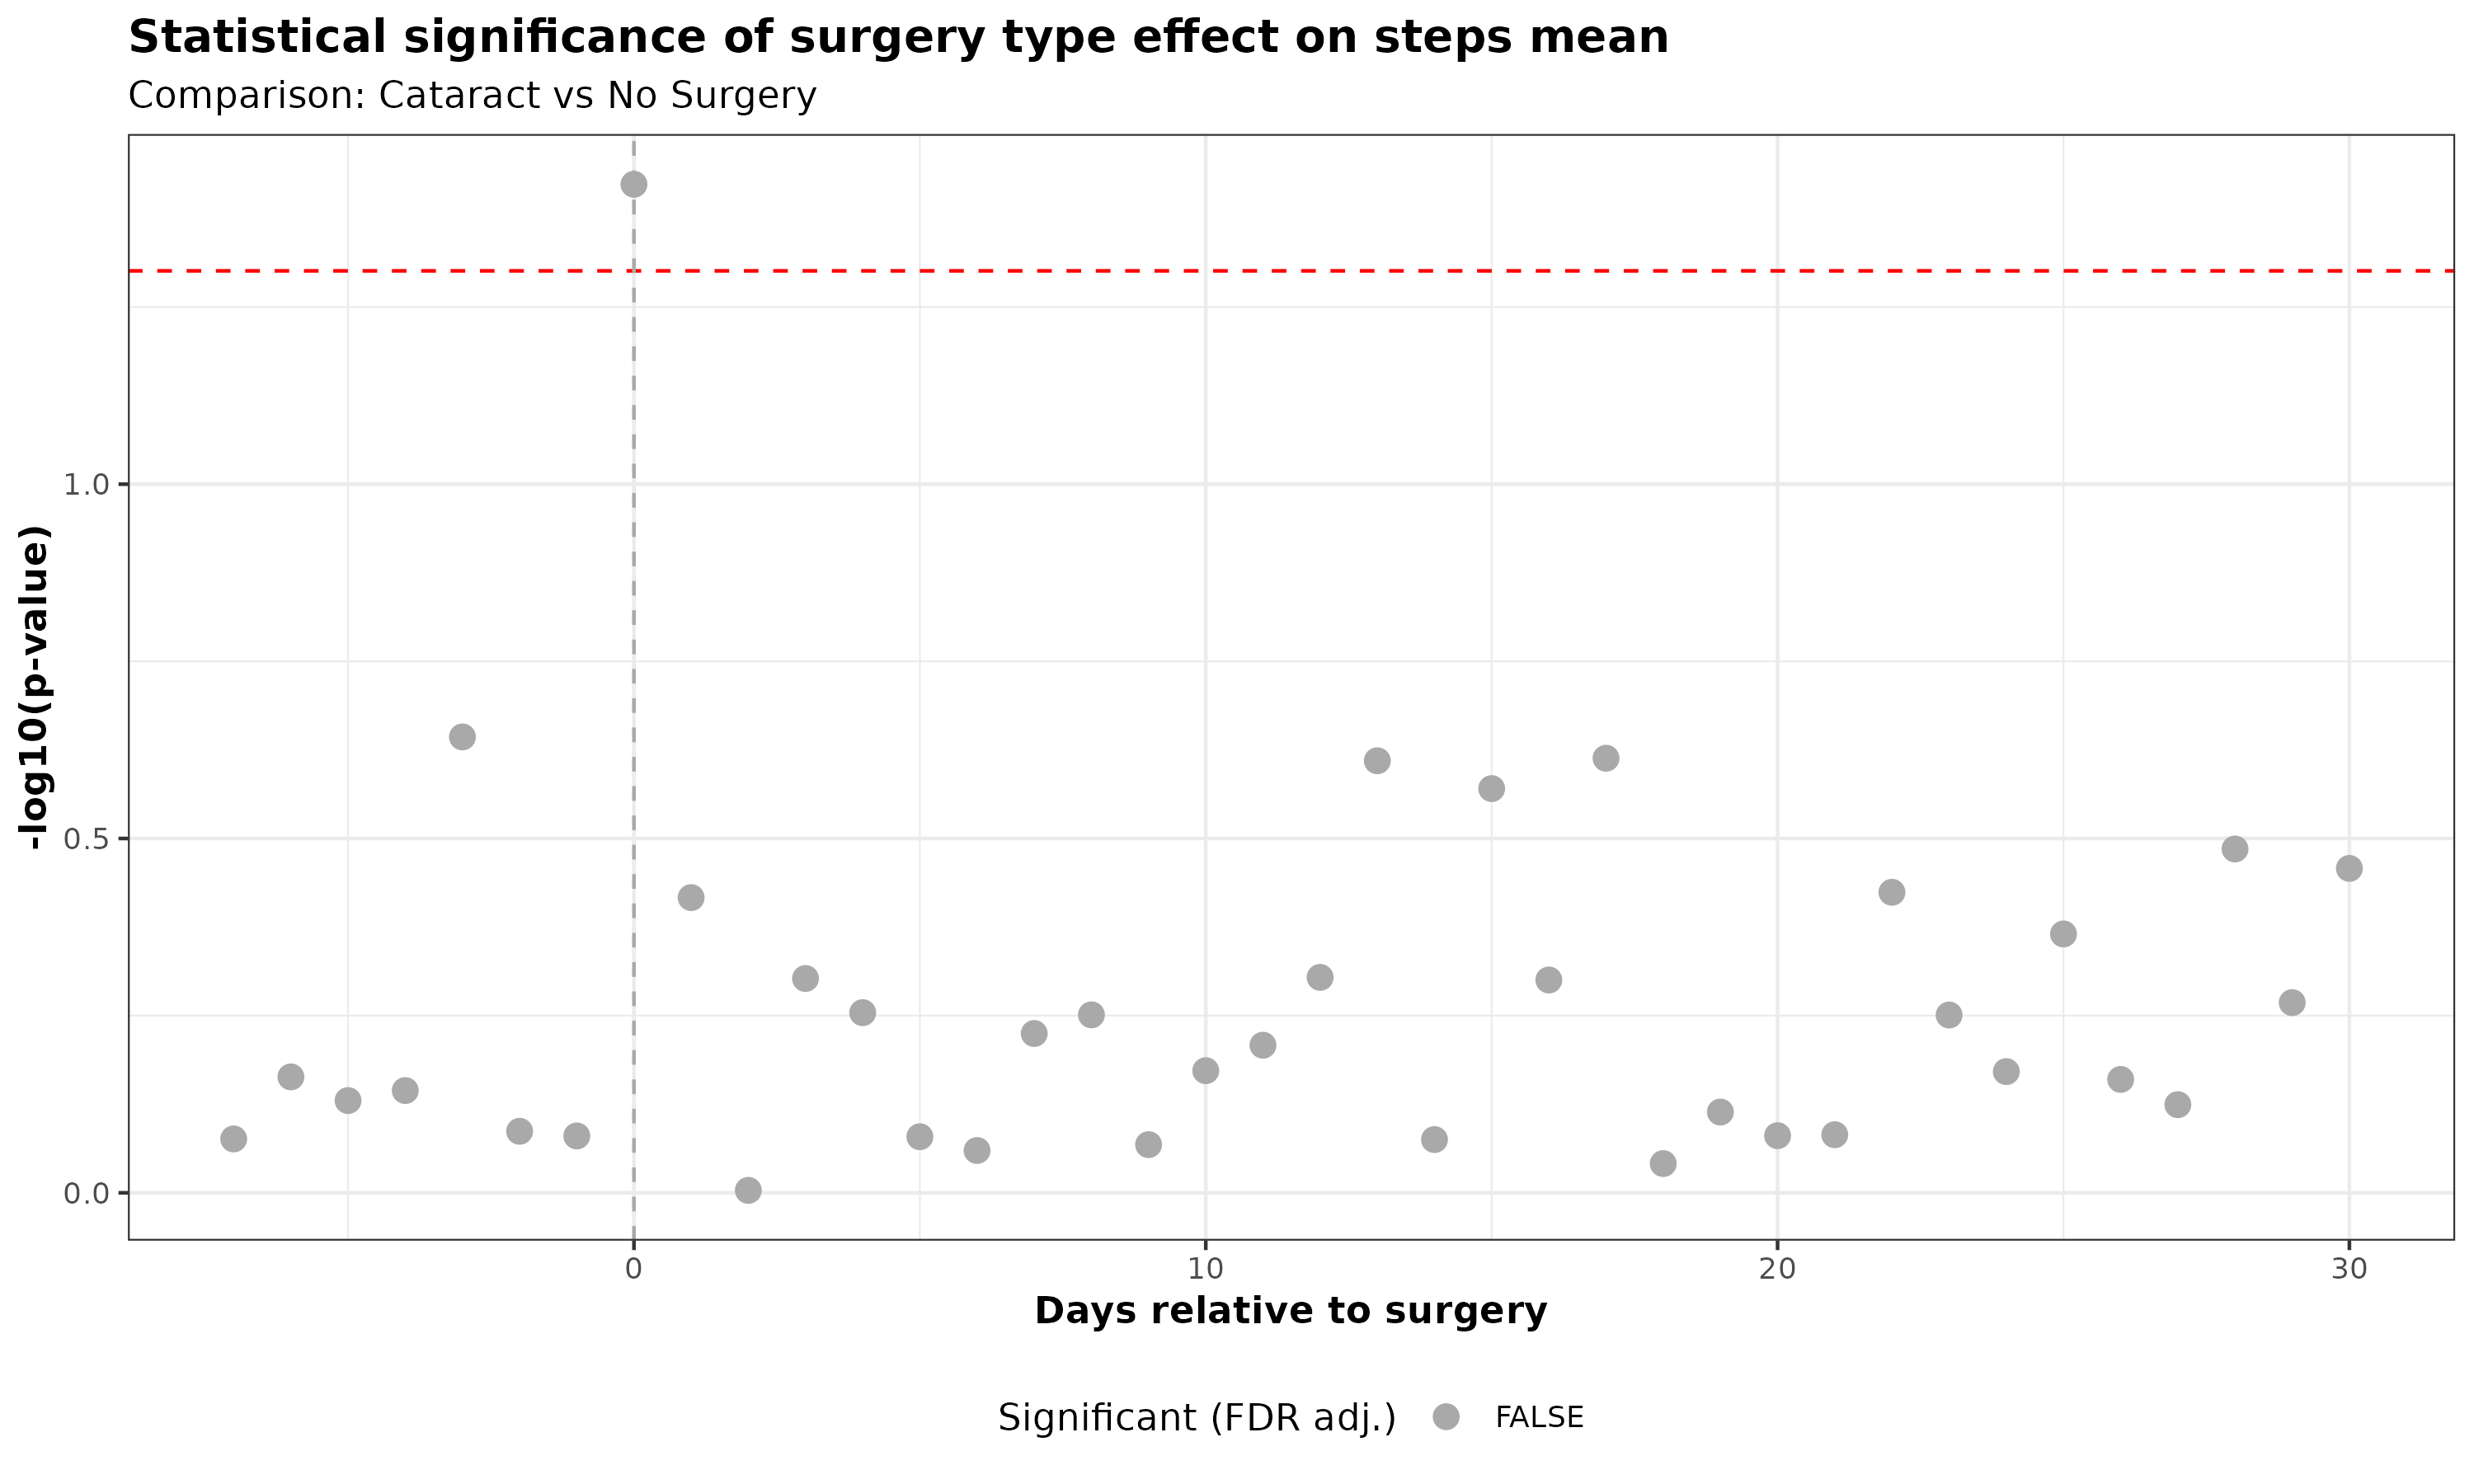 Statistical significance of surgery type effect on steps mean
Comparison: Cataract vs No Surgery
-log10(p-value)
1.0
0.5
0.0
0 10 20 30
Days relative to surgery
Significant (FDR adj.) FALSE